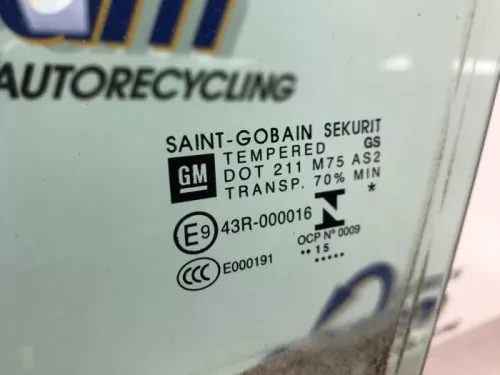 AUTORECYCLING
SAINT-GOBAIN SEKURIT
TEMPERED GS
GM DOT 211 M75 AS2
TRANSP. 70% MIN
E9 43R-000016 N
OCP Nº 0009
CCC E000191
••15
•••••